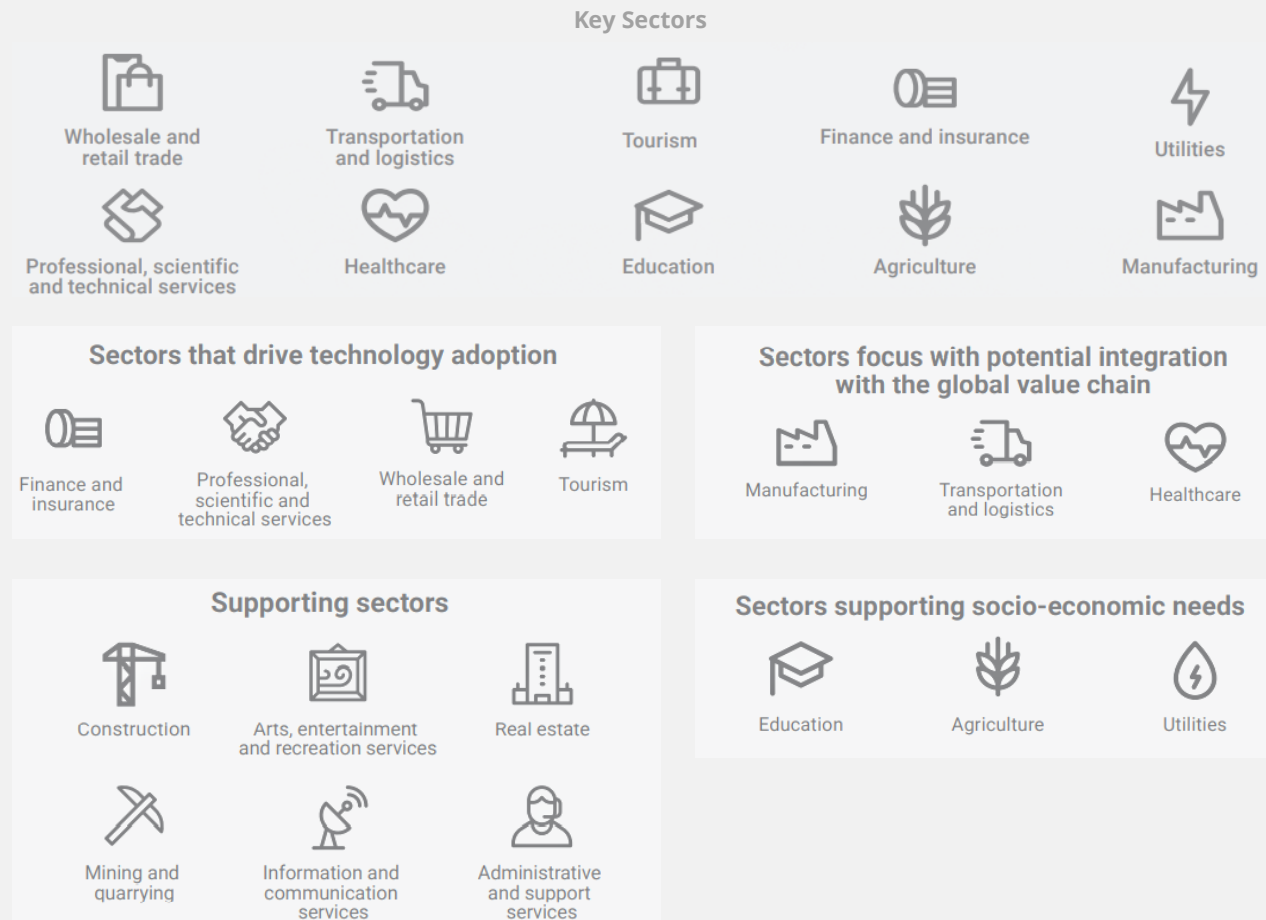 Key Sectors
Wholesale and
retail trade
Transportation
and logistics
Tourism
Finance and insurance
Utilities
Professional, scientific
and technical services
Healthcare
Education
Agriculture
Manufacturing
Sectors that drive technology adoption
Finance and
insurance
Professional,
scientific and
technical services
Wholesale and
retail trade
Tourism
Sectors focus with potential integration
with the global value chain
Manufacturing
Transportation
and logistics
Healthcare
Supporting sectors
Construction
Arts, entertainment
and recreation services
Real estate
Mining and
quarrying
Information and
communication
services
Administrative
and support
services
Sectors supporting socio-economic needs
Education
Agriculture
Utilities